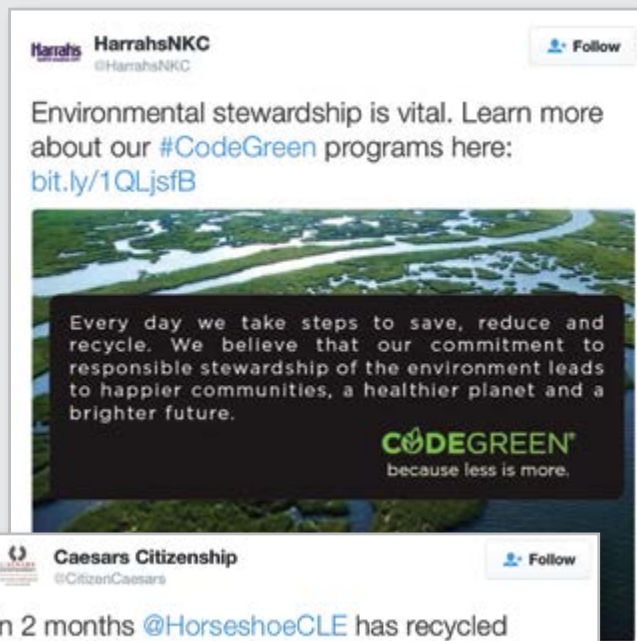 Harrahs HarrahsNKC
Follow
@HarrahsNKC
Environmental stewardship is vital. Learn more
about our #CodeGreen programs here:
bit.ly/1QLjsfB
Every day we take steps to save, reduce and
recycle. We believe that our commitment to
responsible stewardship of the environment leads
to happier communities, a healthier planet and a
brighter future.
CODEGREEN
because less is more.
Caesars Citizenship
Follow
@CitizenCaesars
n 2 months @HorseshoeCLE has recycled